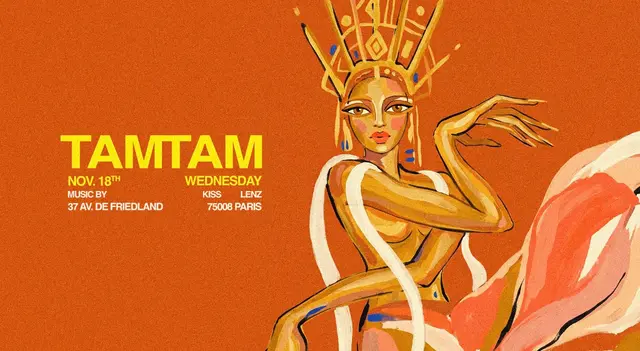 TAMTAM
NOV. 18TH WEDNESDAY
MUSIC BY KISS LENZ
37 AV. DE FRIEDLAND 75008 PARIS